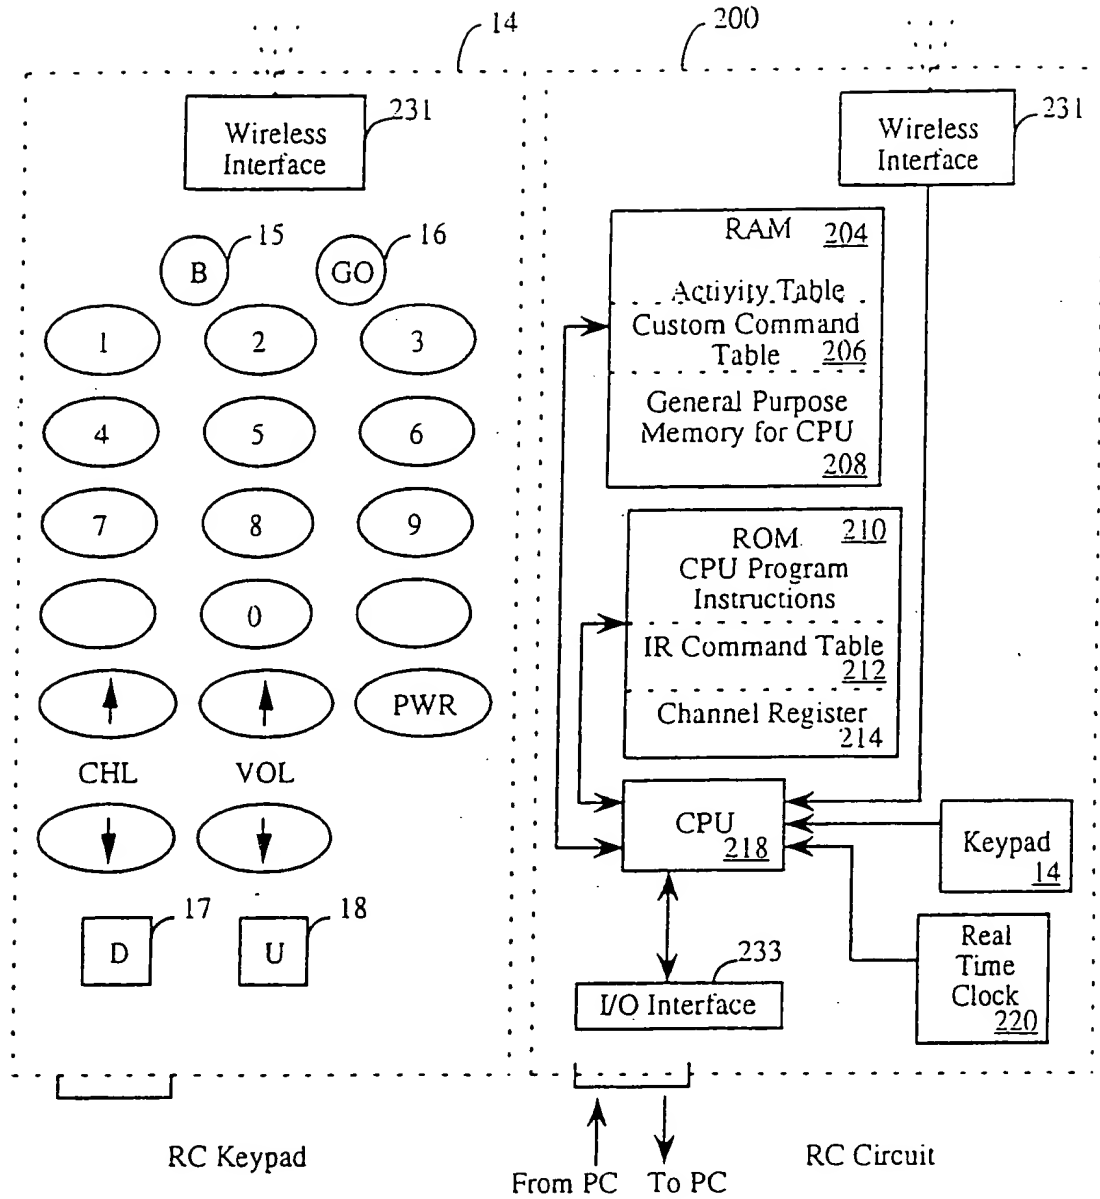 14
200
231
Wireless
Interface
15
16
B
GO
1
2
3
4
5
6
7
8
9
0
PWR
CHL
VOL
17
18
D
U
RC Keypad
231
Wireless
Interface
RAM 204
Activity Table
Custom Command
Table 206
General Purpose
Memory for CPU
208
ROM 210
CPU Program
Instructions
IR Command Table
212
Channel Register
214
CPU
218
Keypad
14
Real
Time
Clock
220
233
I/O Interface
RC Circuit
From PC
To PC